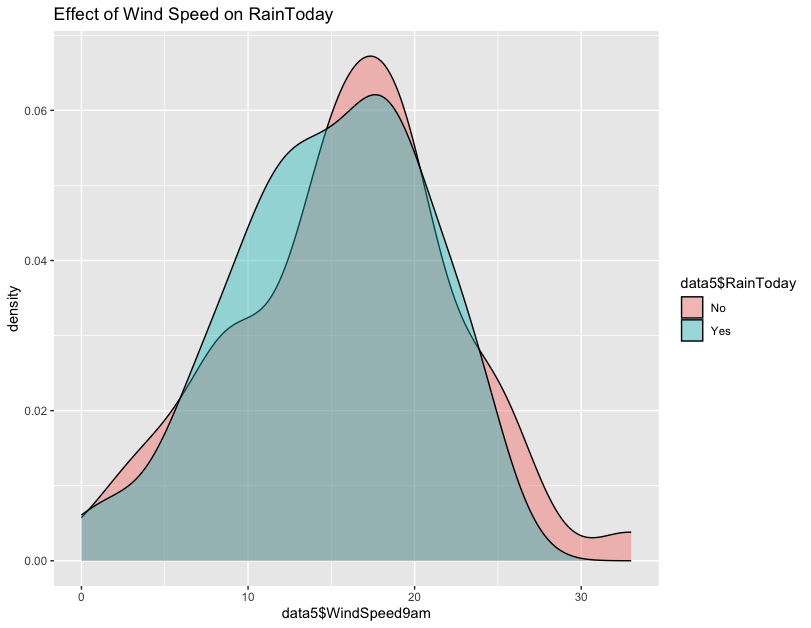 Effect of Wind Speed on RainToday
0.06
0.04
0.02
0.00
density
0
10
20
30
data5$WindSpeed9am
data5$RainToday
No
Yes